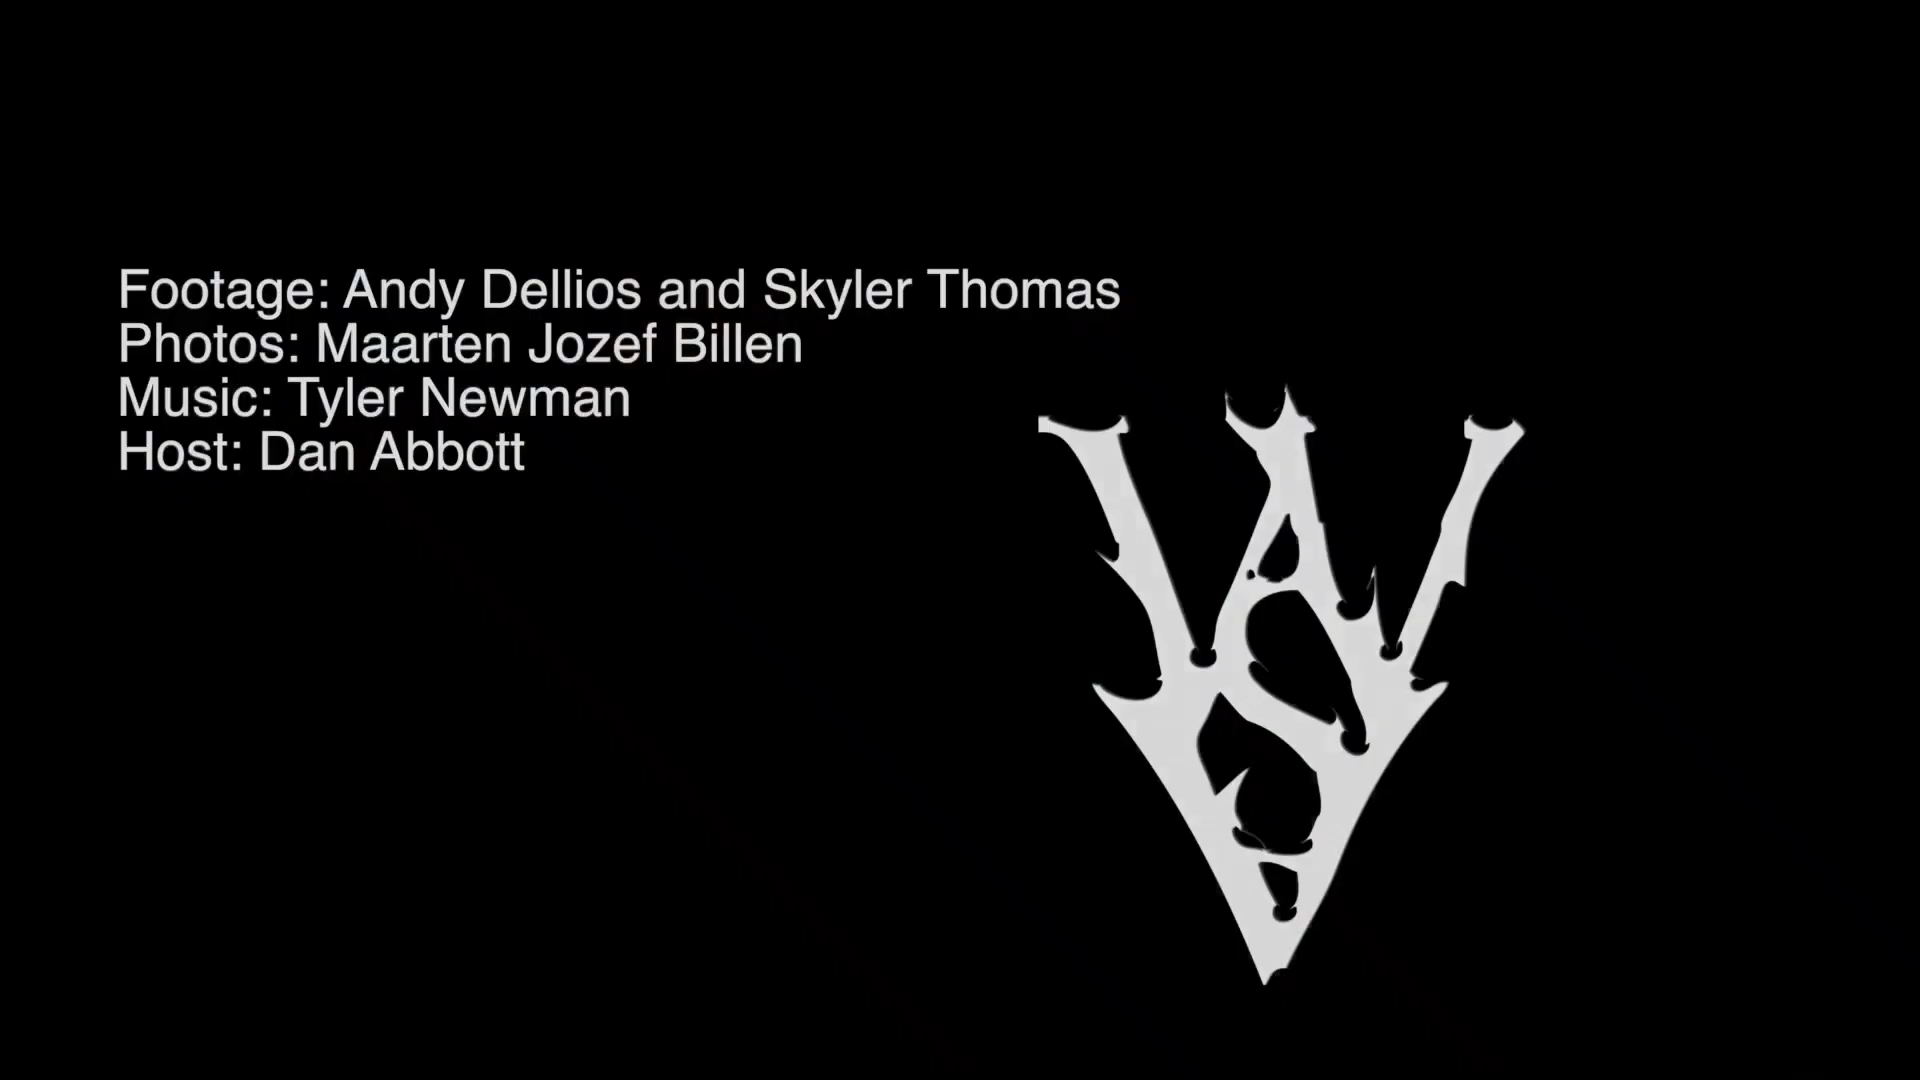 Footage: Andy Dellios and Skyler Thomas
Photos: Maarten Jozef Billen
Music: Tyler Newman
Host: Dan Abbott